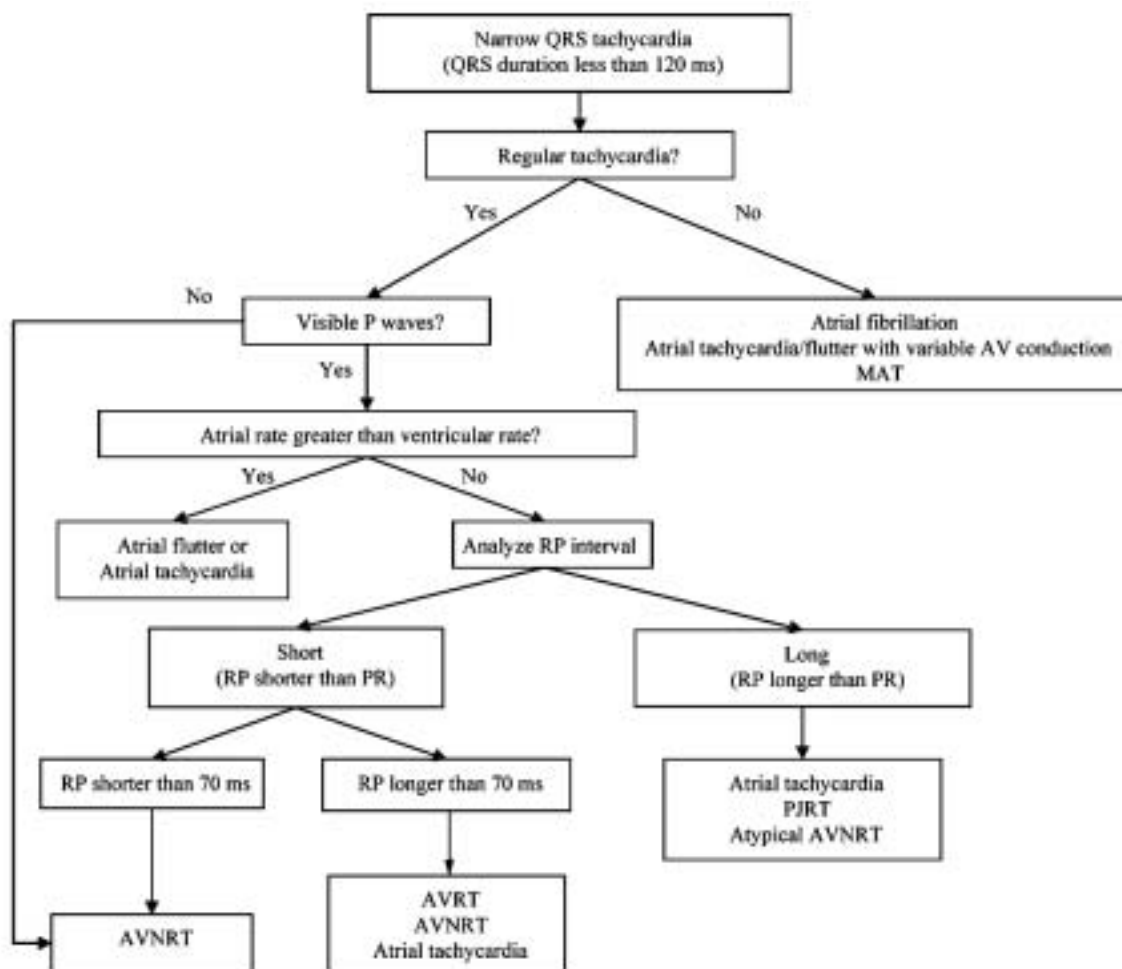 Narrow QRS tachycardia
(QRS duration less than 120 ms)
Regular tachycardia?
Yes
No
No
Visible P waves?
Atrial fibrillation
Atrial tachycardia/flutter with variable AV conduction
MAT
Yes
Atrial rate greater than ventricular rate?
Yes
No
Atrial flutter or
Atrial tachycardia
Analyze RP interval
Short
(RP shorter than PR)
Long
(RP longer than PR)
RP shorter than 70 ms
RP longer than 70 ms
Atrial tachycardia
PJRT
Atypical AVNRT
AVNRT
AVRT
AVNRT
Atrial tachycardia